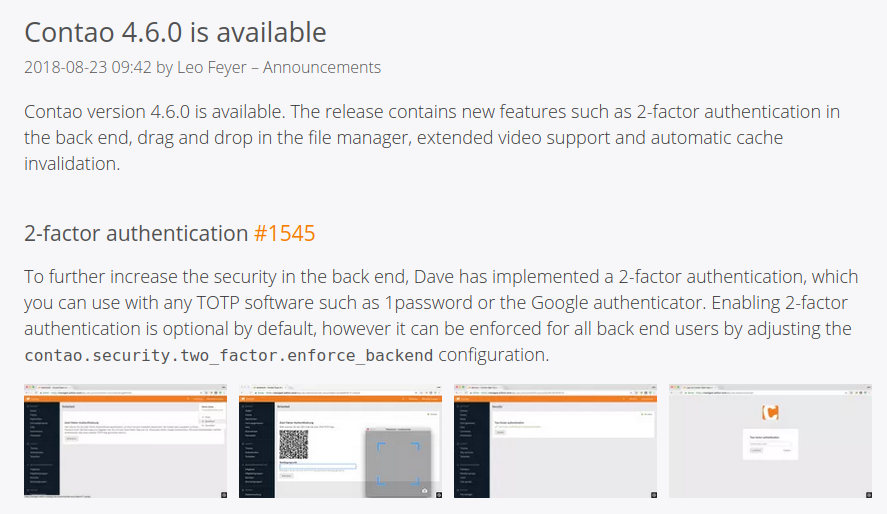 Contao 4.6.0 is available
2018-08-23 09:42 by Leo Feyer – Announcements
Contao version 4.6.0 is available. The release contains new features such as 2-factor authentication in
the back end, drag and drop in the file manager, extended video support and automatic cache
invalidation.
2-factor authentication #1545
To further increase the security in the back end, Dave has implemented a 2-factor authentication, which
you can use with any TOTP software such as 1password or the Google authenticator. Enabling 2-factor
authentication is optional by default, however it can be enforced for all back end users by adjusting the
contao.security.two_factor.enforce_backend configuration.